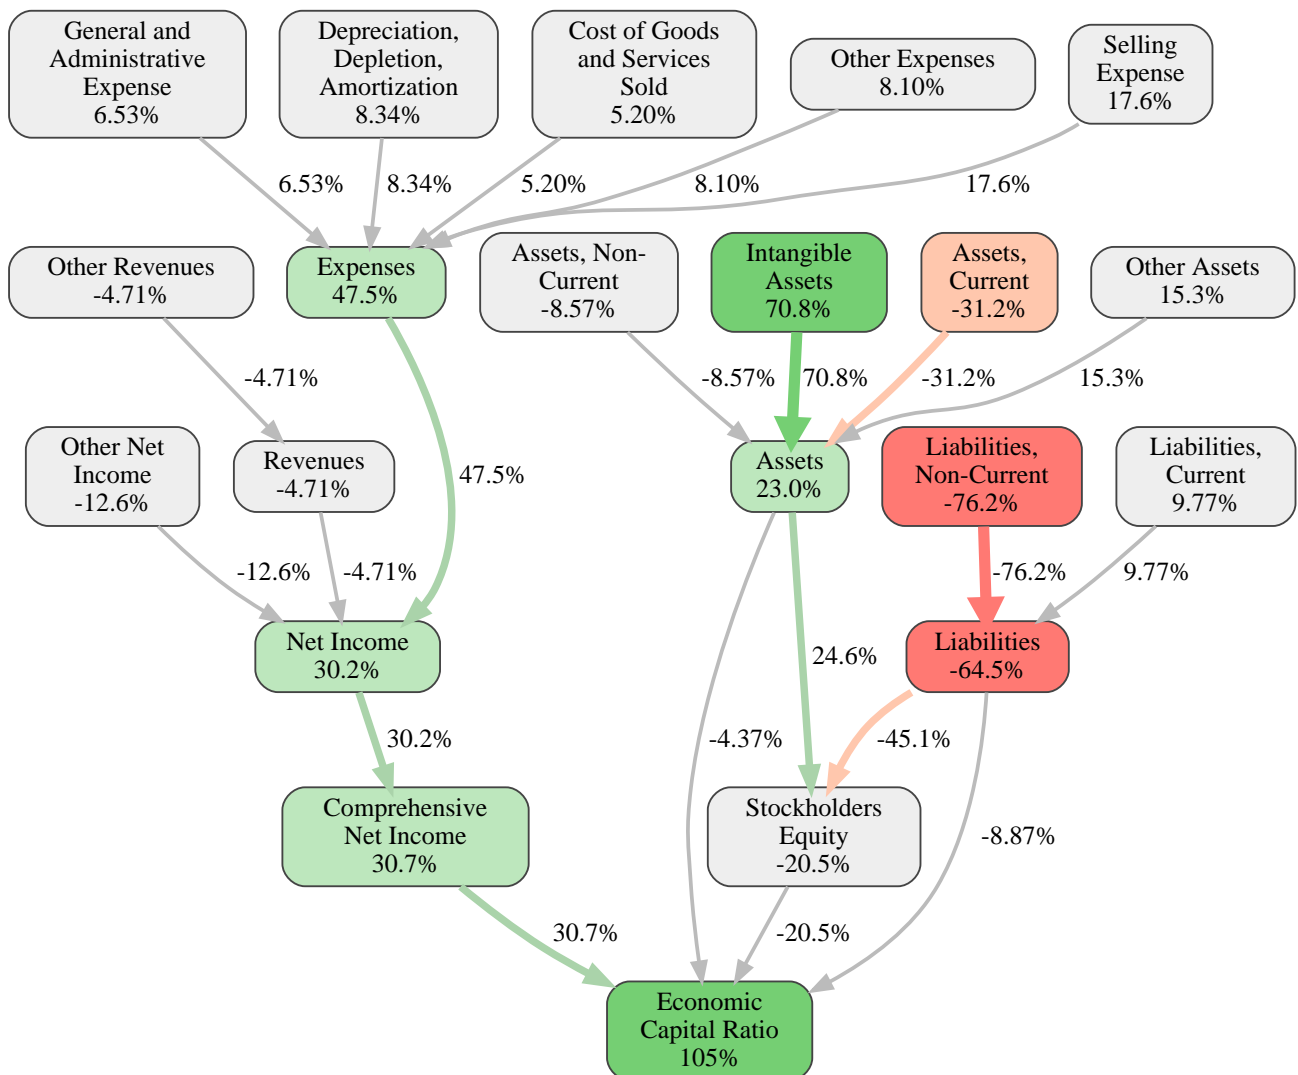 General and
Administrative
Expense
6.53%
Depreciation,
Depletion,
Amortization
8.34%
Cost of Goods
and Services
Sold
5.20%
Other Expenses
8.10%
Selling
Expense
17.6%
6.53%
8.34%
5.20%
8.10%
17.6%
Other Revenues
-4.71%
Expenses
47.5%
Assets, Non-
Current
-8.57%
Intangible
Assets
70.8%
Assets,
Current
-31.2%
Other Assets
15.3%
-4.71%
-8.57%
70.8%
-31.2%
15.3%
Other Net
Income
-12.6%
Revenues
-4.71%
47.5%
Assets
23.0%
Liabilities,
Non-Current
-76.2%
Liabilities,
Current
9.77%
-12.6%
-4.71%
-76.2%
9.77%
Net Income
30.2%
24.6%
Liabilities
-64.5%
30.2%
-4.37%
-45.1%
Comprehensive
Net Income
30.7%
Stockholders
Equity
-20.5%
-8.87%
30.7%
-20.5%
Economic
Capital Ratio
105%